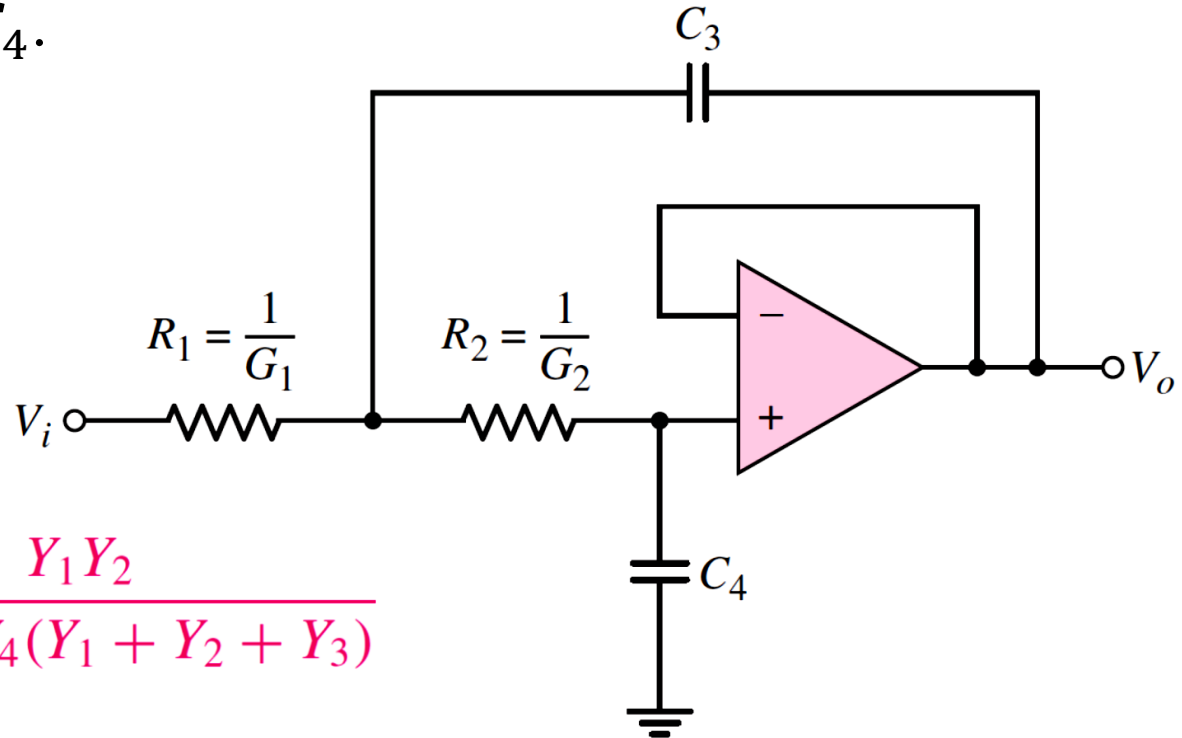 4.
C₃
R₁ = 1/G₁
R₂ = 1/G₂
−
Vₒ
Vᵢ
+
C₄
Y₁Y₂
₄(Y₁ + Y₂ + Y₃)